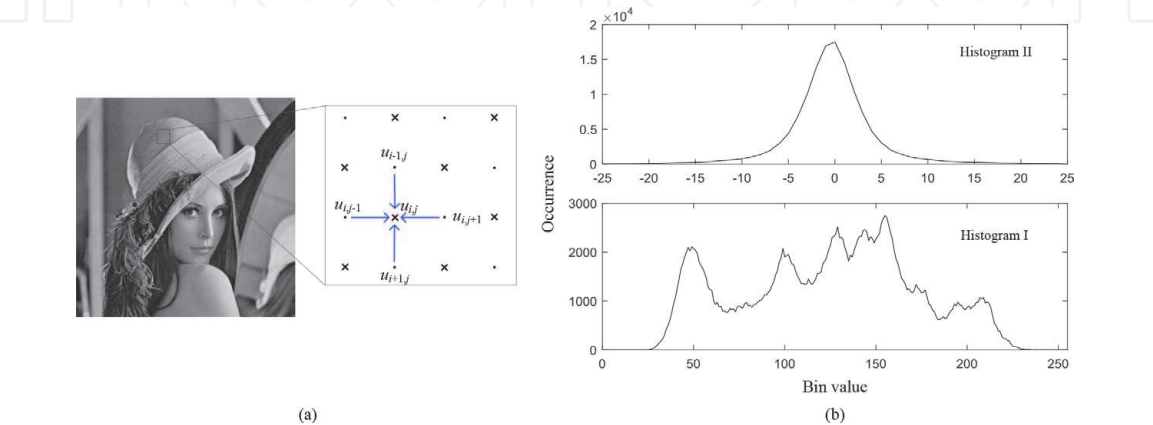 u_{i-1,j}
u_{i,j-1}
u_{i,j}
u_{i,j+1}
u_{i+1,j}
(a)
×10^4
2
1.5
1
0.5
0
-25 -20 -15 -10 -5 0 5 10 15 20 25
Histogram II
Occurrence
3000
2000
1000
0
0 50 100 150 200 250
Histogram I
Bin value
(b)